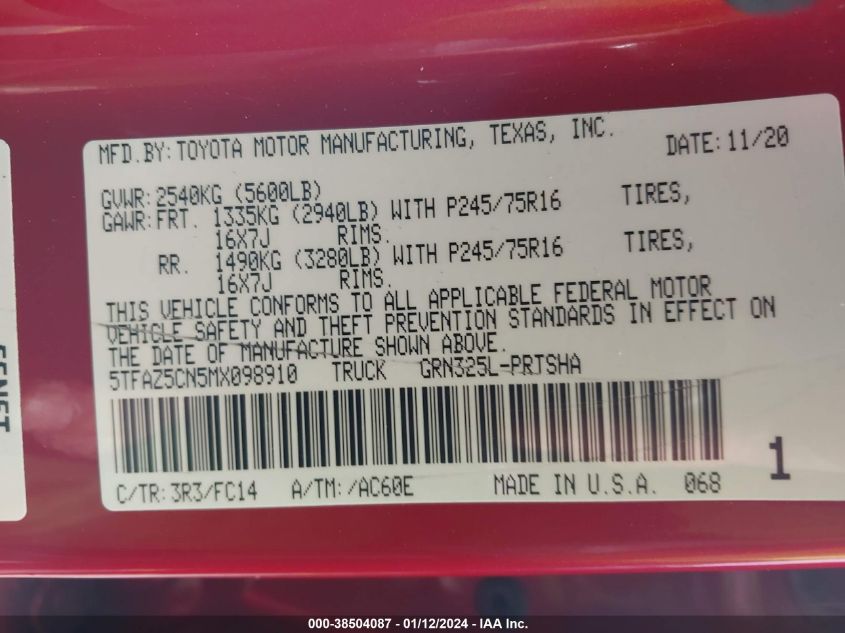 MFD.BY:TOYOTA MOTOR MANUFACTURING, TEXAS, INC. DATE:11/20
GVWR:2540KG (5600LB)
GAWR:FRT. 1335KG (2940LB) WITH P245/75R16 TIRES,
16X7J RIMS.
RR. 1490KG (3280LB) WITH P245/75R16 TIRES,
16X7J RIMS.
THIS VEHICLE CONFORMS TO ALL APPLICABLE FEDERAL MOTOR
VEHICLE SAFETY AND THEFT PREVENTION STANDARDS IN EFFECT ON
THE DATE OF MANUFACTURE SHOWN ABOVE.
5TFAZ5CN5MX098910 TRUCK GRN325L-PRTSHA
C/TR:3R3/FC14 A/TM:/AC60E MADE IN U.S.A. 068 1
000-38504087 - 01/12/2024 - IAA Inc.